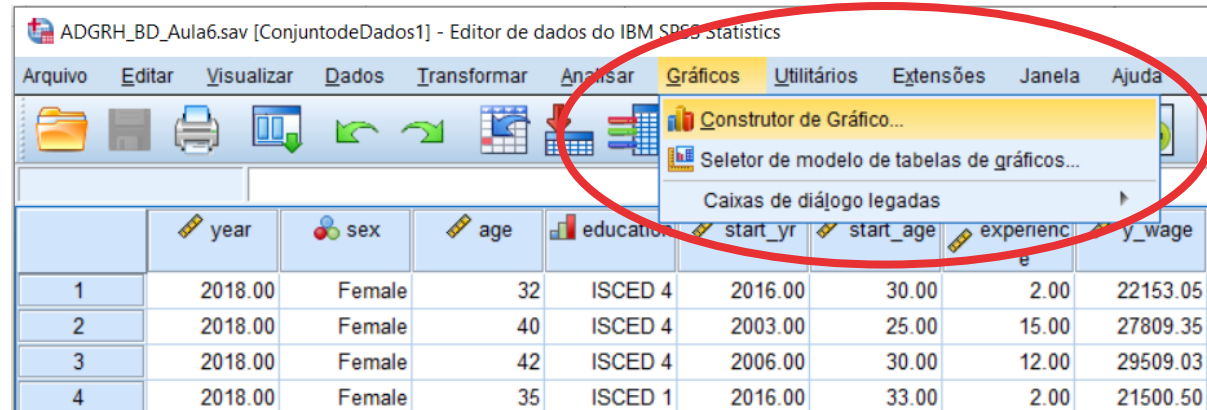 ADGRH_BD_Aula6.sav [ConjuntodeDados1] - Editor de dados do IBM SPSS Statistics
Arquivo Editar Visualizar Dados Transformar Analisar Gráficos Utilitários Extensões Janela Ajuda
Construtor de Gráfico...
Seletor de modelo de tabelas de gráficos...
Caixas de diálogo legadas
year sex age education start_yr start_age experienc y_wage
e
1 2018.00 Female 32 ISCED 4 2016.00 30.00 2.00 22153.05
2 2018.00 Female 40 ISCED 4 2003.00 25.00 15.00 27809.35
3 2018.00 Female 42 ISCED 4 2006.00 30.00 12.00 29509.03
4 2018.00 Female 35 ISCED 1 2016.00 33.00 2.00 21500.50